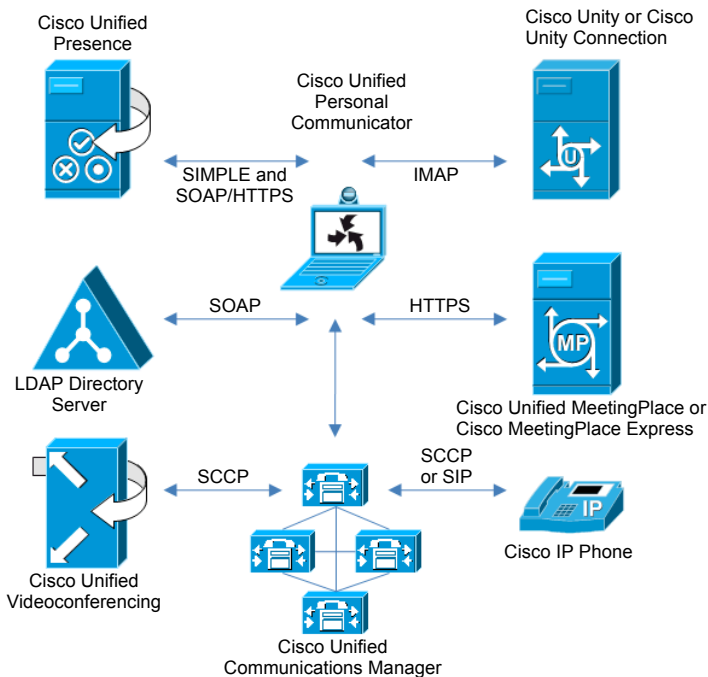 Cisco Unified
Presence
Cisco Unity or Cisco
Unity Connection
Cisco Unified
Personal
Communicator
SIMPLE and
SOAP/HTTPS
IMAP
U
SOAP
HTTPS
MP
LDAP Directory
Server
Cisco Unified MeetingPlace or
Cisco MeetingPlace Express
SCCP
SCCP
or SIP
IP
Cisco IP Phone
Cisco Unified
Videoconferencing
Cisco Unified
Communications Manager